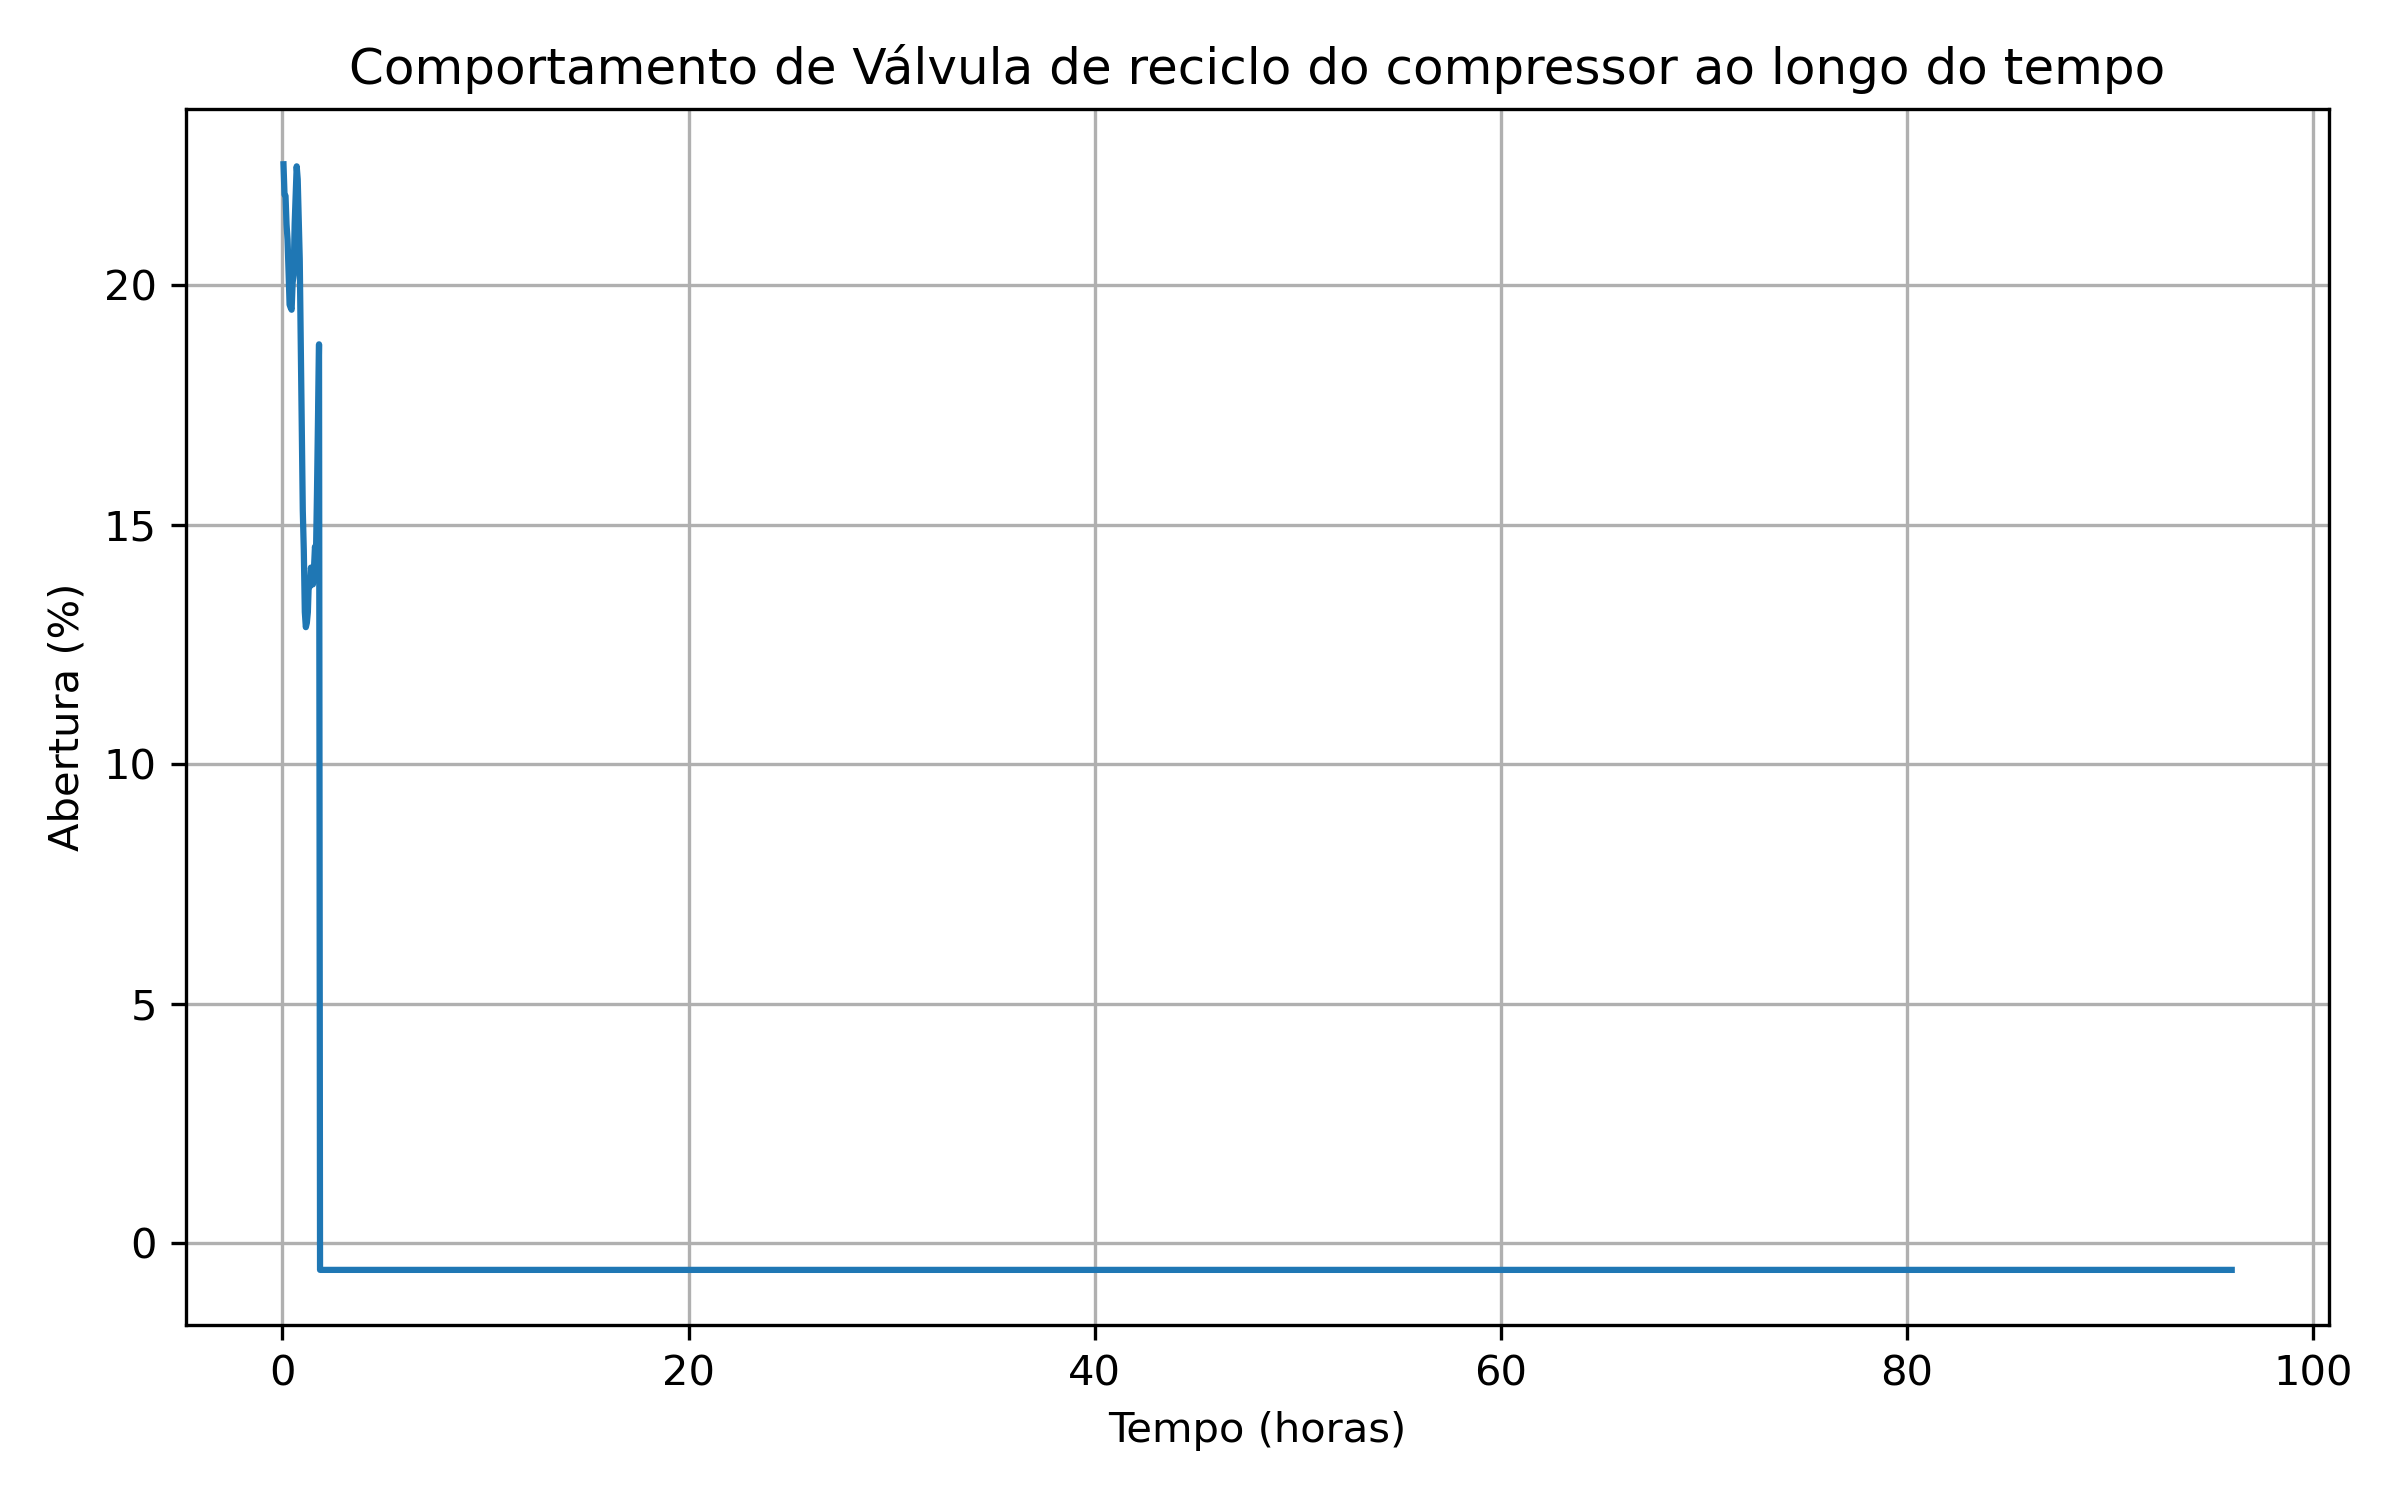 Comportamento de Válvula de reciclo do compressor ao longo do tempo
Abertura (%)
20
15
10
5
0
0 20 40 60 80 100
Tempo (horas)